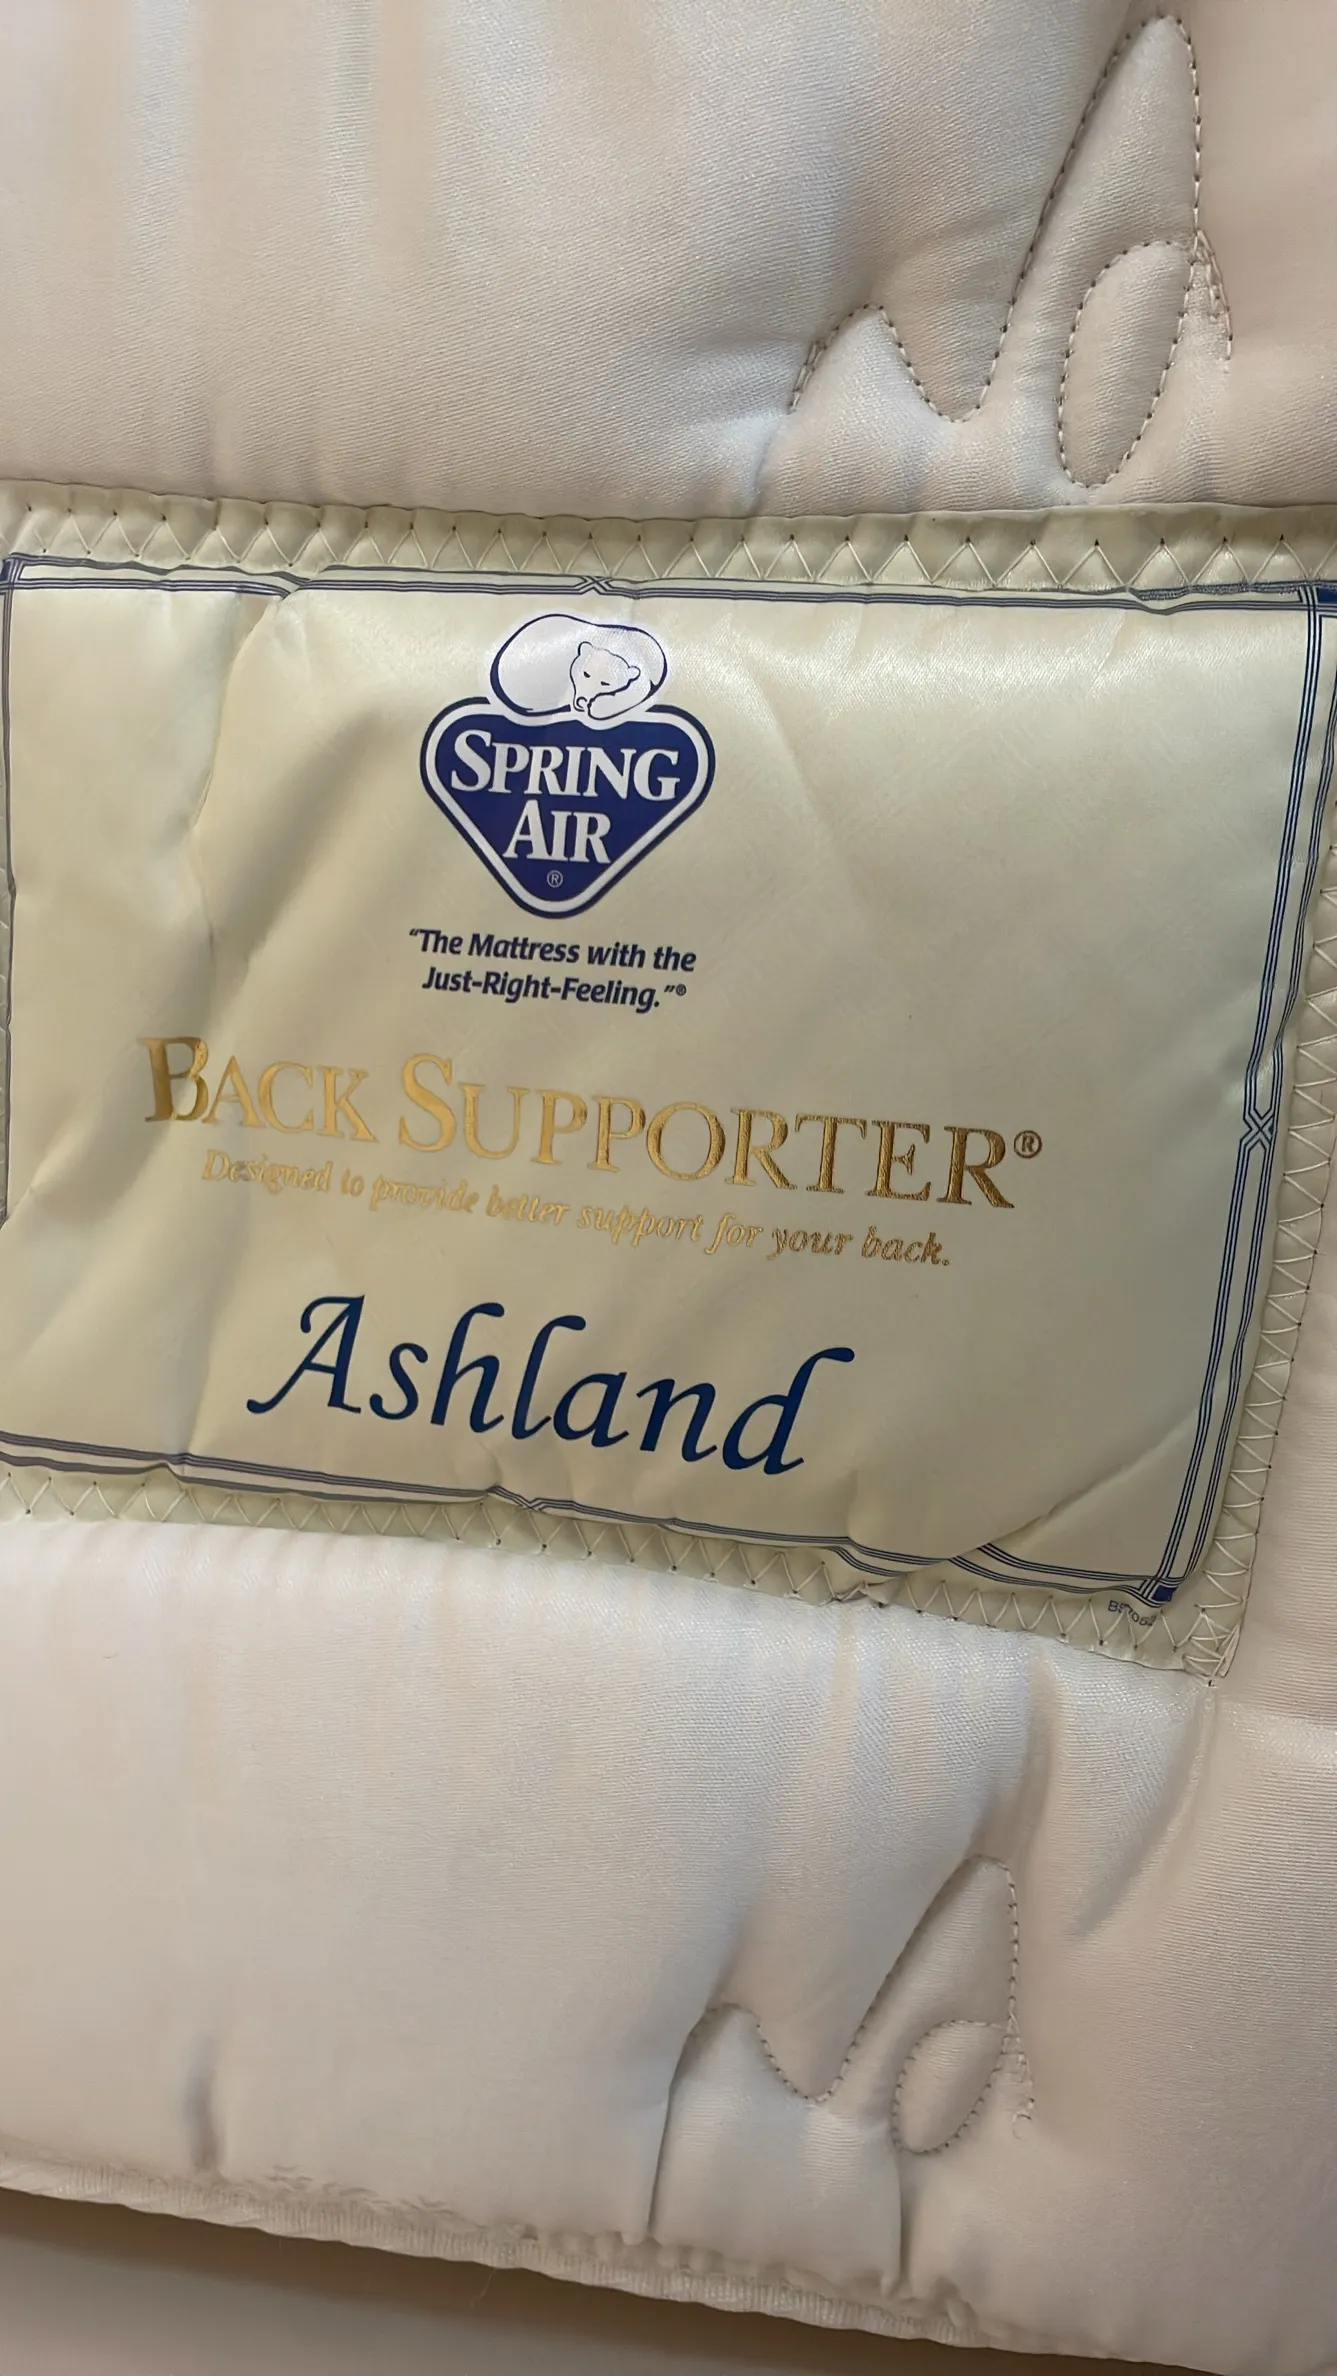 SPRING
AIR
®
"The Mattress with the
Just-Right-Feeling."®
BACK SUPPORTER®
Designed to provide better support for your back.
Ashland